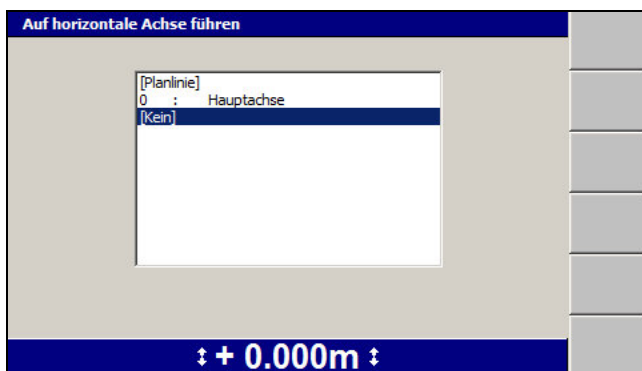 Auf horizontale Achse führen
[Planlinie]
0 : Hauptachse
[Kein]
+ 0.000m